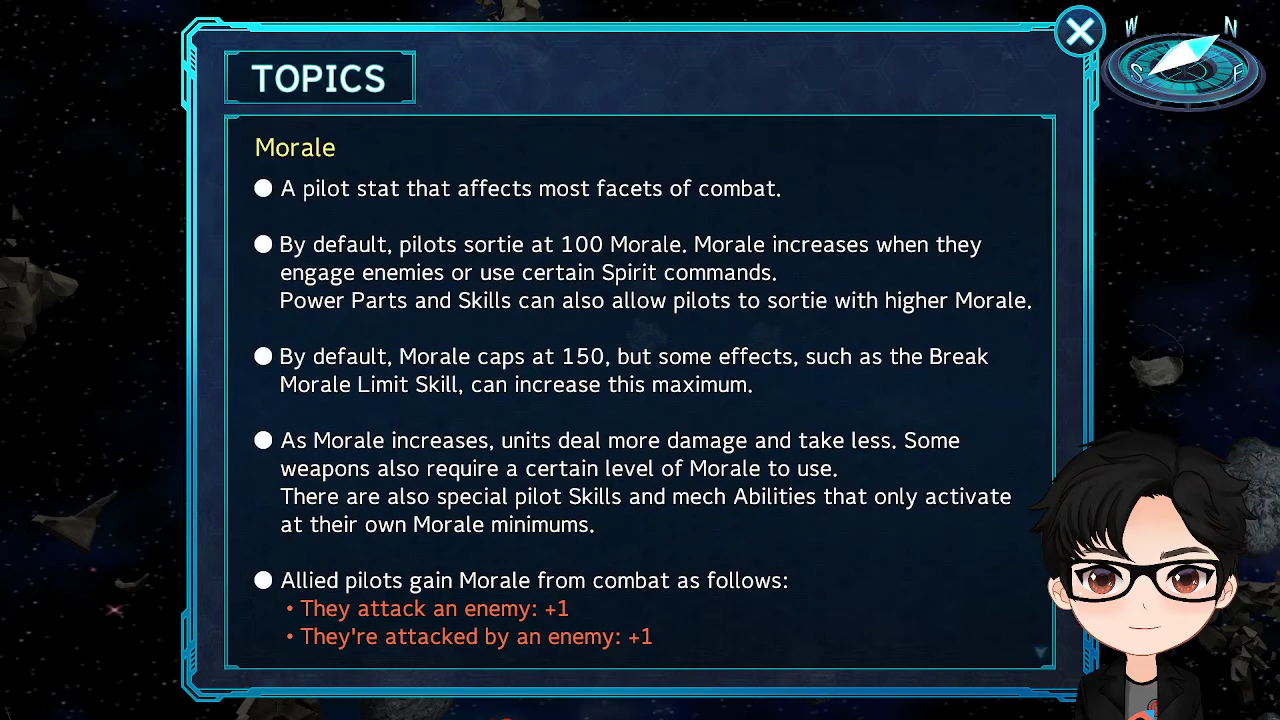 W N
S E
TOPICS
Morale
● A pilot stat that affects most facets of combat.
● By default, pilots sortie at 100 Morale. Morale increases when they
engage enemies or use certain Spirit commands.
Power Parts and Skills can also allow pilots to sortie with higher Morale.
● By default, Morale caps at 150, but some effects, such as the Break
Morale Limit Skill, can increase this maximum.
● As Morale increases, units deal more damage and take less. Some
weapons also require a certain level of Morale to use.
There are also special pilot Skills and mech Abilities that only activate
at their own Morale minimums.
● Allied pilots gain Morale from combat as follows:
• They attack an enemy: +1
• They're attacked by an enemy: +1